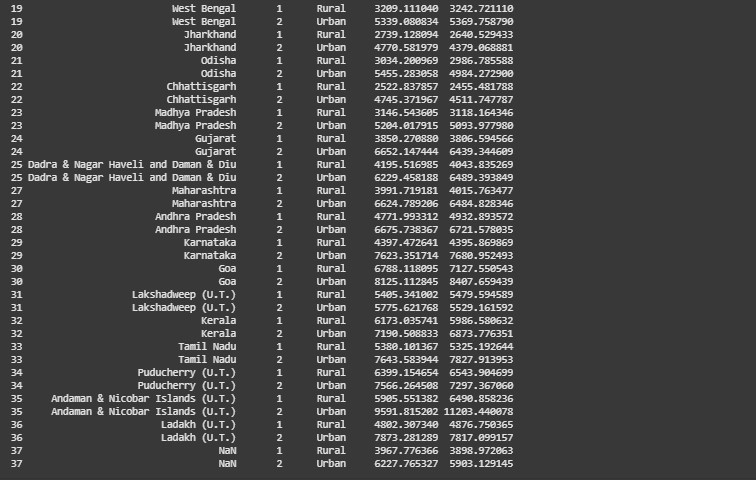 19 West Bengal 1 Rural 3209.111040 3242.721110
19 West Bengal 2 Urban 5339.080834 5369.758790
20 Jharkhand 1 Rural 2739.128094 2640.529433
20 Jharkhand 2 Urban 4770.581979 4379.068881
21 Odisha 1 Rural 3034.200969 2986.785588
21 Odisha 2 Urban 5455.283058 4984.272900
22 Chhattisgarh 1 Rural 2522.837857 2455.481788
22 Chhattisgarh 2 Urban 4745.371967 4511.747787
23 Madhya Pradesh 1 Rural 3146.543605 3118.164346
23 Madhya Pradesh 2 Urban 5204.017915 5093.977980
24 Gujarat 1 Rural 3850.270880 3806.594566
24 Gujarat 2 Urban 6652.147444 6439.344609
25 Dadra & Nagar Haveli and Daman & Diu 1 Rural 4195.516985 4043.835269
25 Dadra & Nagar Haveli and Daman & Diu 2 Urban 6229.458188 6489.393849
27 Maharashtra 1 Rural 3991.719181 4015.763477
27 Maharashtra 2 Urban 6624.789206 6484.828346
28 Andhra Pradesh 1 Rural 4771.993312 4932.893572
28 Andhra Pradesh 2 Urban 6675.738367 6721.578035
29 Karnataka 1 Rural 4397.472641 4395.869869
29 Karnataka 2 Urban 7623.351714 7680.952493
30 Goa 1 Rural 6788.118095 7127.550543
30 Goa 2 Urban 8125.112845 8407.659439
31 Lakshadweep (U.T.) 1 Rural 5405.341002 5479.594589
31 Lakshadweep (U.T.) 2 Urban 5775.621768 5529.161592
32 Kerala 1 Rural 6173.035741 5986.580632
32 Kerala 2 Urban 7190.508833 6873.776351
33 Tamil Nadu 1 Rural 5380.101367 5325.192644
33 Tamil Nadu 2 Urban 7643.583944 7827.913953
34 Puducherry (U.T.) 1 Rural 6399.154654 6543.904699
34 Puducherry (U.T.) 2 Urban 7566.264508 7297.367060
35 Andaman & Nicobar Islands (U.T.) 1 Rural 5905.551382 6490.858236
35 Andaman & Nicobar Islands (U.T.) 2 Urban 9591.815202 11203.440078
36 Ladakh (U.T.) 1 Rural 4802.307340 4876.750365
36 Ladakh (U.T.) 2 Urban 7873.281289 7817.099157
37 NaN 1 Rural 3967.776366 3898.972063
37 NaN 2 Urban 6227.765327 5903.129145